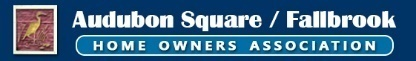 Audubon Square / Fallbrook
HOME OWNERS ASSOCIATION